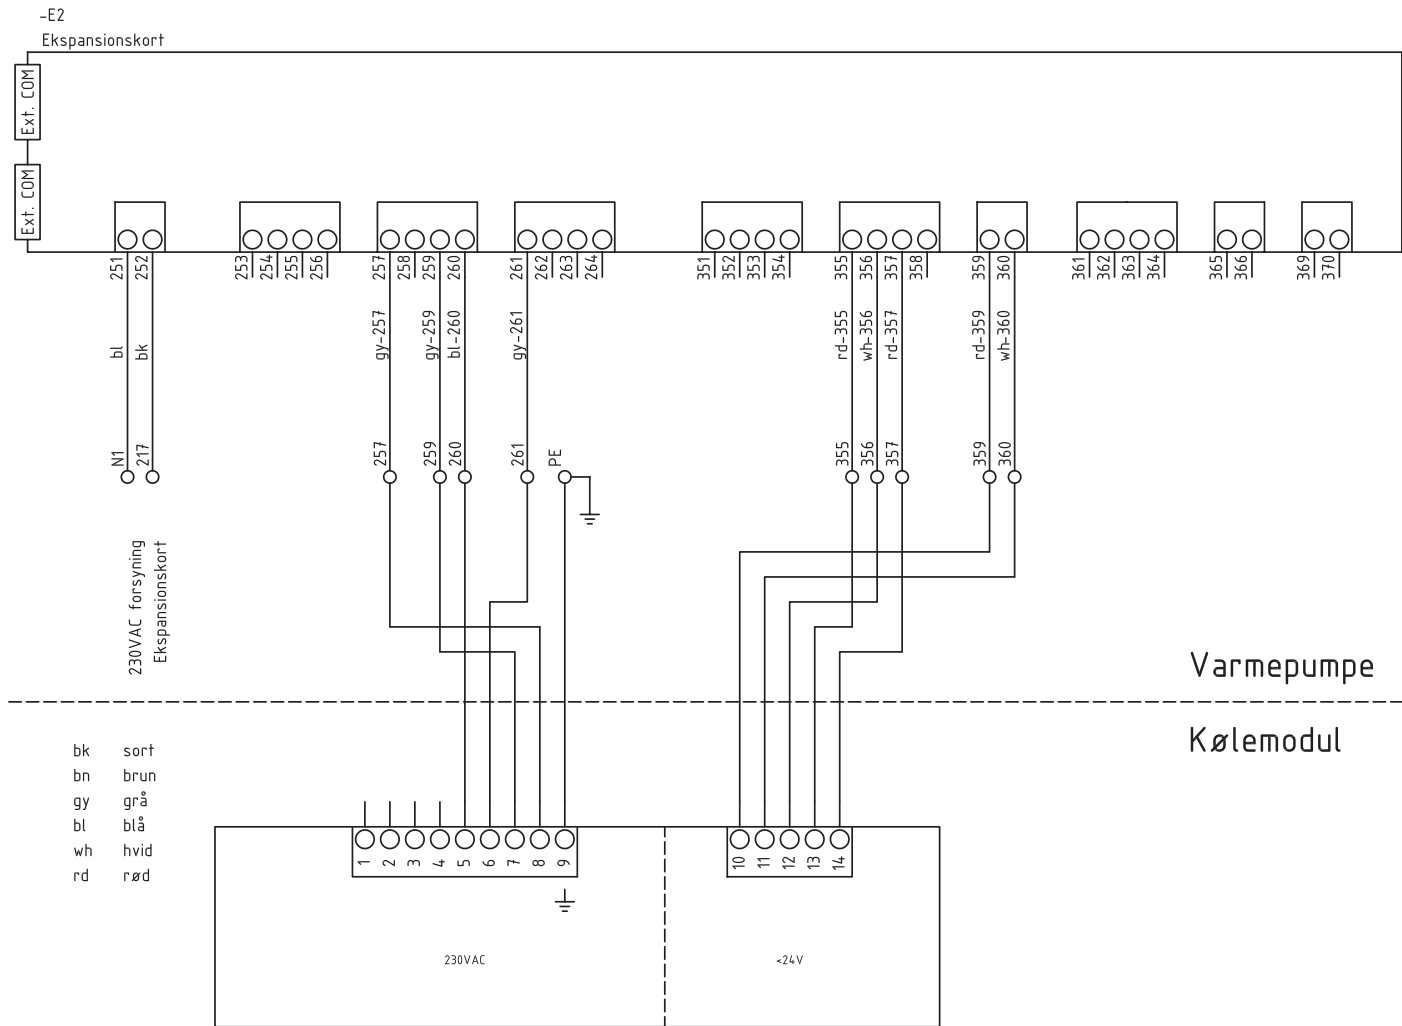 -E2
Ekspansionskort
Ext. COM
Ext. COM
251 252 253 254 255 256 257 258 259 260 261 262 263 264 351 352 353 354 355 356 357 358 359 360 361 362 363 364 365 366 369 370
bl bk gy-257 gy-259 bl-260 gy-261 rd-355 wh-356 rd-357 rd-359 wh-360
N1 217 257 259 260 261 PE 355 356 357 359 360
230VAC forsyning
Ekspansionskort
Varmepumpe
Kølemodul
bk sort
bn brun
gy grå
bl blå
wh hvid
rd rød
1 2 3 4 5 6 7 8 9 10 11 12 13 14
230VAC <24V